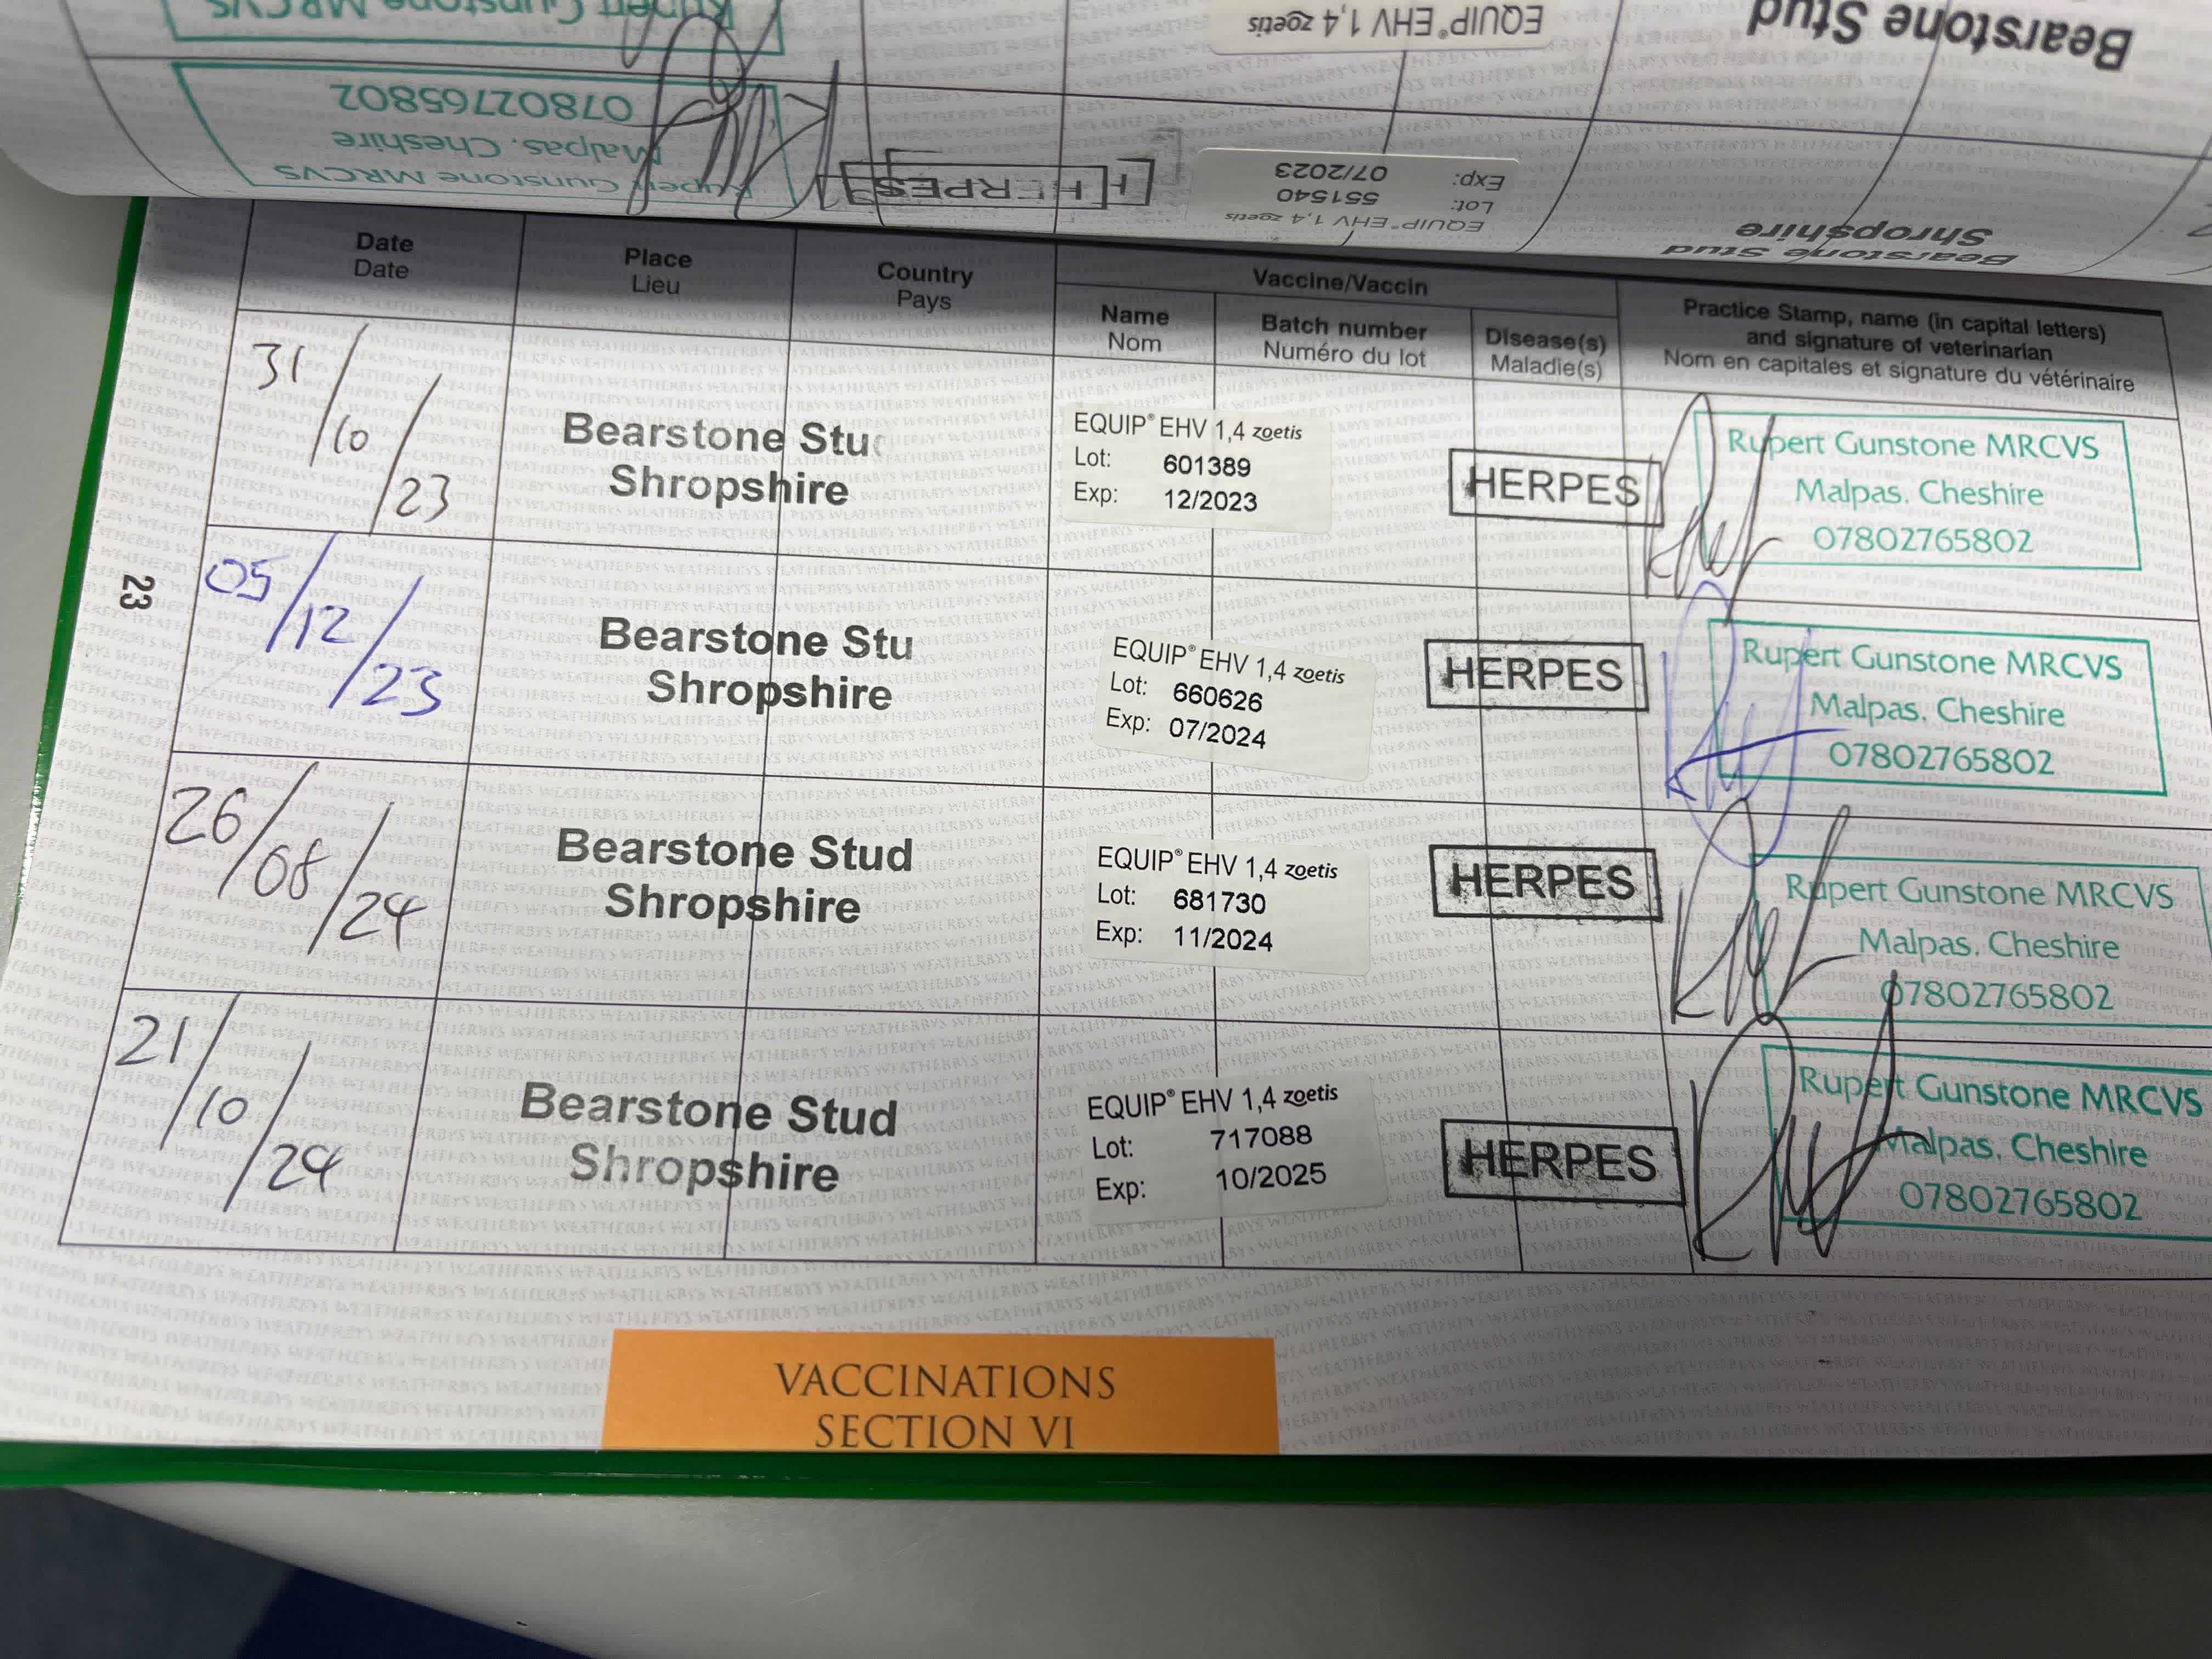 Rupert Gunstone MRCVS
EQUIP® EHV 1,4 zoetis
Bearstone Stud
Rupert Gunstone MRCVS
Malpas, Cheshire
07802765802
HERPES
EQUIP® EHV 1,4 zoetis
Lot: 551540
Exp: 07/2023
Bearstone Stud
Shropshire
Date
Date
Place
Lieu
Country
Pays
Vaccine/Vaccin
Name
Nom
Batch number
Numéro du lot
Disease(s)
Maladie(s)
Practice Stamp, name (in capital letters)
and signature of veterinarian
Nom en capitales et signature du vétérinaire
31/10/23
Bearstone Stud
Shropshire
EQUIP® EHV 1,4 zoetis
Lot: 601389
Exp: 12/2023
HERPES
Rupert Gunstone MRCVS
Malpas, Cheshire
07802765802
05/12/23
Bearstone Stu
Shropshire
EQUIP® EHV 1,4 zoetis
Lot: 660626
Exp: 07/2024
HERPES
Rupert Gunstone MRCVS
Malpas, Cheshire
07802765802
26/08/24
Bearstone Stud
Shropshire
EQUIP® EHV 1,4 zoetis
Lot: 681730
Exp: 11/2024
HERPES
Rupert Gunstone MRCVS
Malpas, Cheshire
07802765802
21/10/24
Bearstone Stud
Shropshire
EQUIP® EHV 1,4 zoetis
Lot: 717088
Exp: 10/2025
HERPES
Rupert Gunstone MRCVS
Malpas, Cheshire
07802765802
23
VACCINATIONS
SECTION VI